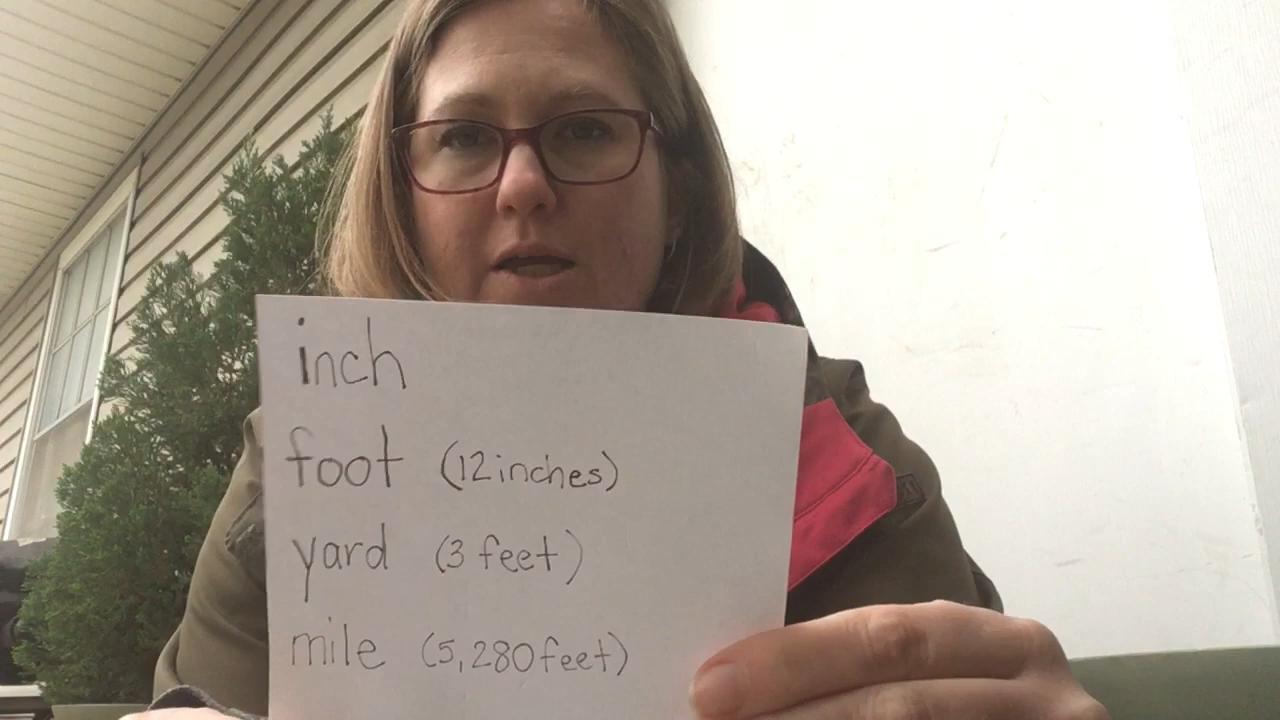 inch
foot (12 inches)
yard (3 feet)
mile (5,280 feet)